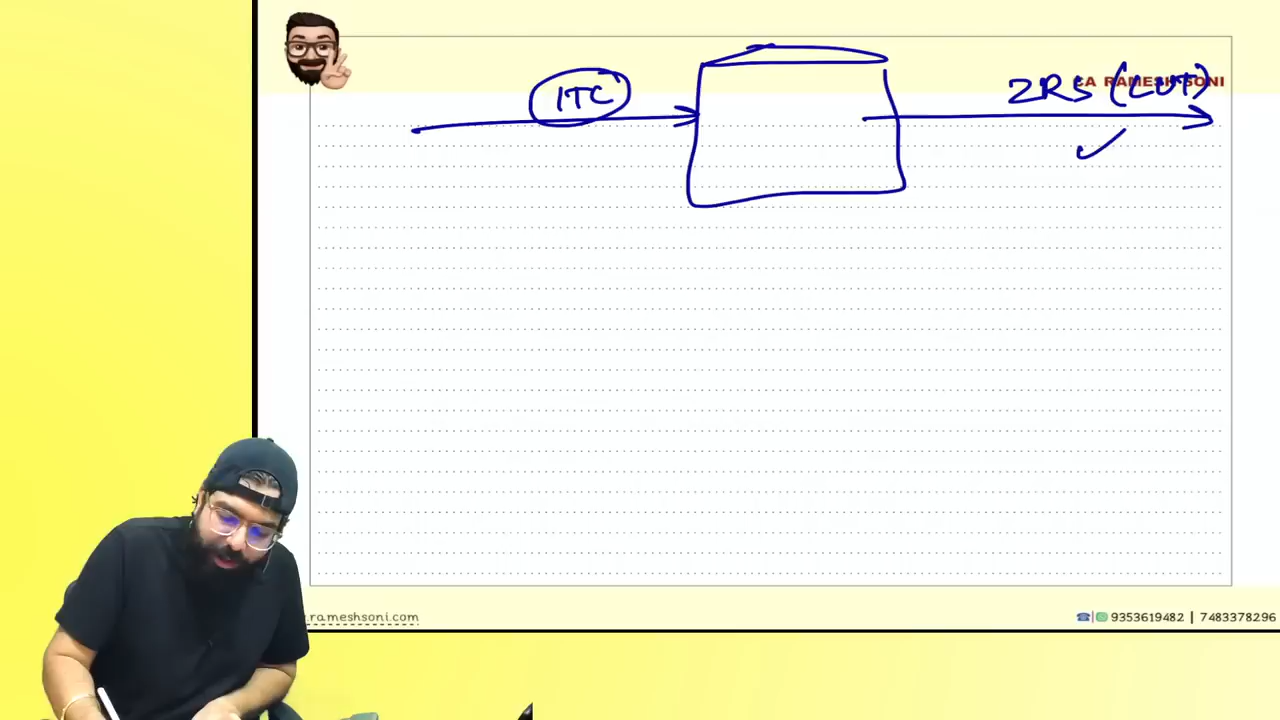 CA RAMESH SONI
ITC
ZRS (LUT)
.rameshsoni.com
9353619482 | 7483378296